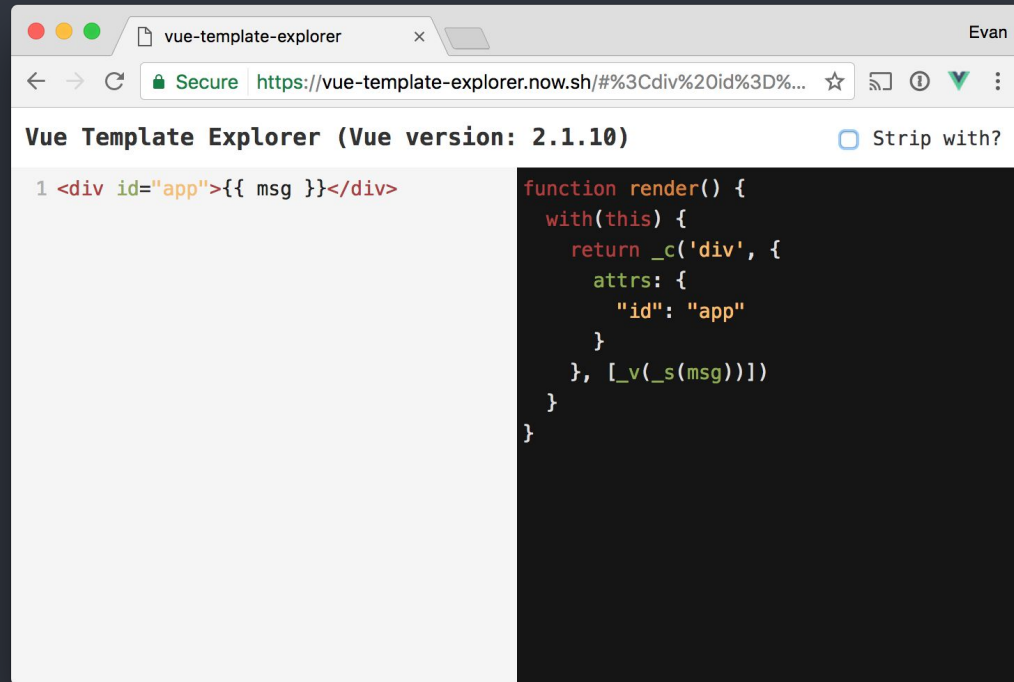 vue-template-explorer
Evan
Secure https://vue-template-explorer.now.sh/#%3Cdiv%20id%3D%...
Vue Template Explorer (Vue version: 2.1.10)
Strip with?
1 <div id="app">{{ msg }}</div>
function render() {
  with(this) {
    return _c('div', {
      attrs: {
        "id": "app"
      }
    }, [_v(_s(msg))])
  }
}